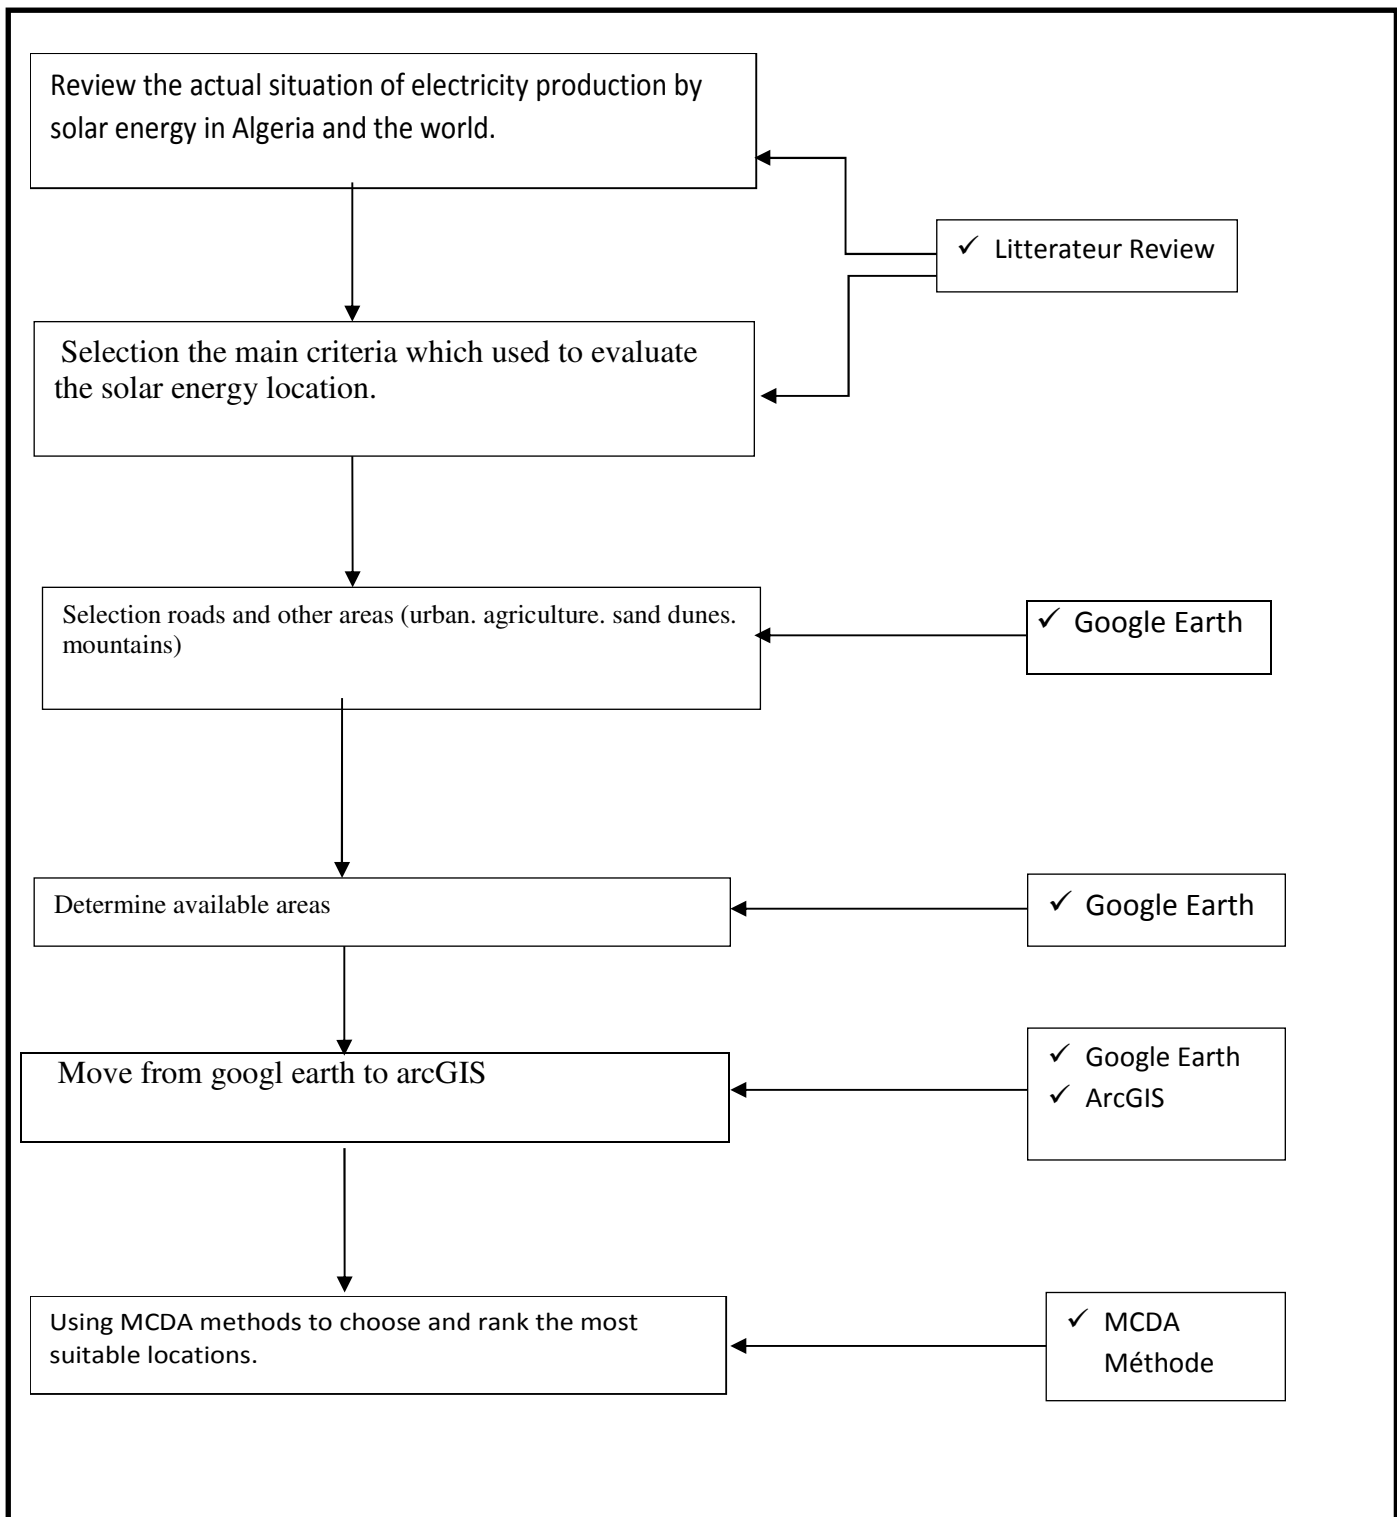 Review the actual situation of electricity production by
solar energy in Algeria and the world.
✓ Litterateur Review
Selection the main criteria which used to evaluate
the solar energy location.
Selection roads and other areas (urban. agriculture. sand dunes.
mountains)
✓ Google Earth
Determine available areas
✓ Google Earth
Move from googl earth to arcGIS
✓ Google Earth
✓ ArcGIS
Using MCDA methods to choose and rank the most
suitable locations.
✓ MCDA
Méthode